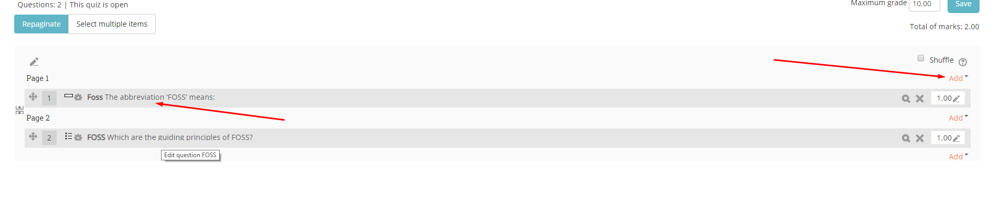 Questions: 2 | This quiz is open
Maximum grade 10.00 Save
Repaginate Select multiple items
Total of marks: 2.00
Shuffle
Page 1 Add
1 Foss The abbreviation ‘FOSS’ means: 1.00
Page 2 Add
2 FOSS Which are the guiding principles of FOSS? 1.00
Edit question FOSS
Add